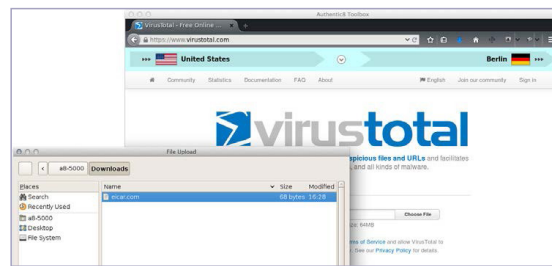 Authentic8 Toolbox
VirusTotal - Free Online ...
https://www.virustotal.com
United States
Berlin
Community Statistics Documentation FAQ About
English Join our community Sign in
virustotal
spicious files and URLs and facilitates
and all kinds of malware.
Choose File
size: 64MB
ms of Service and allow VirusTotal to
See our Privacy Policy for details.
File Upload
a8-5000 Downloads
Places
Name Size Modified
Search
eicar.com 68 bytes 16:28
Recently Used
a8-5000
Desktop
File System